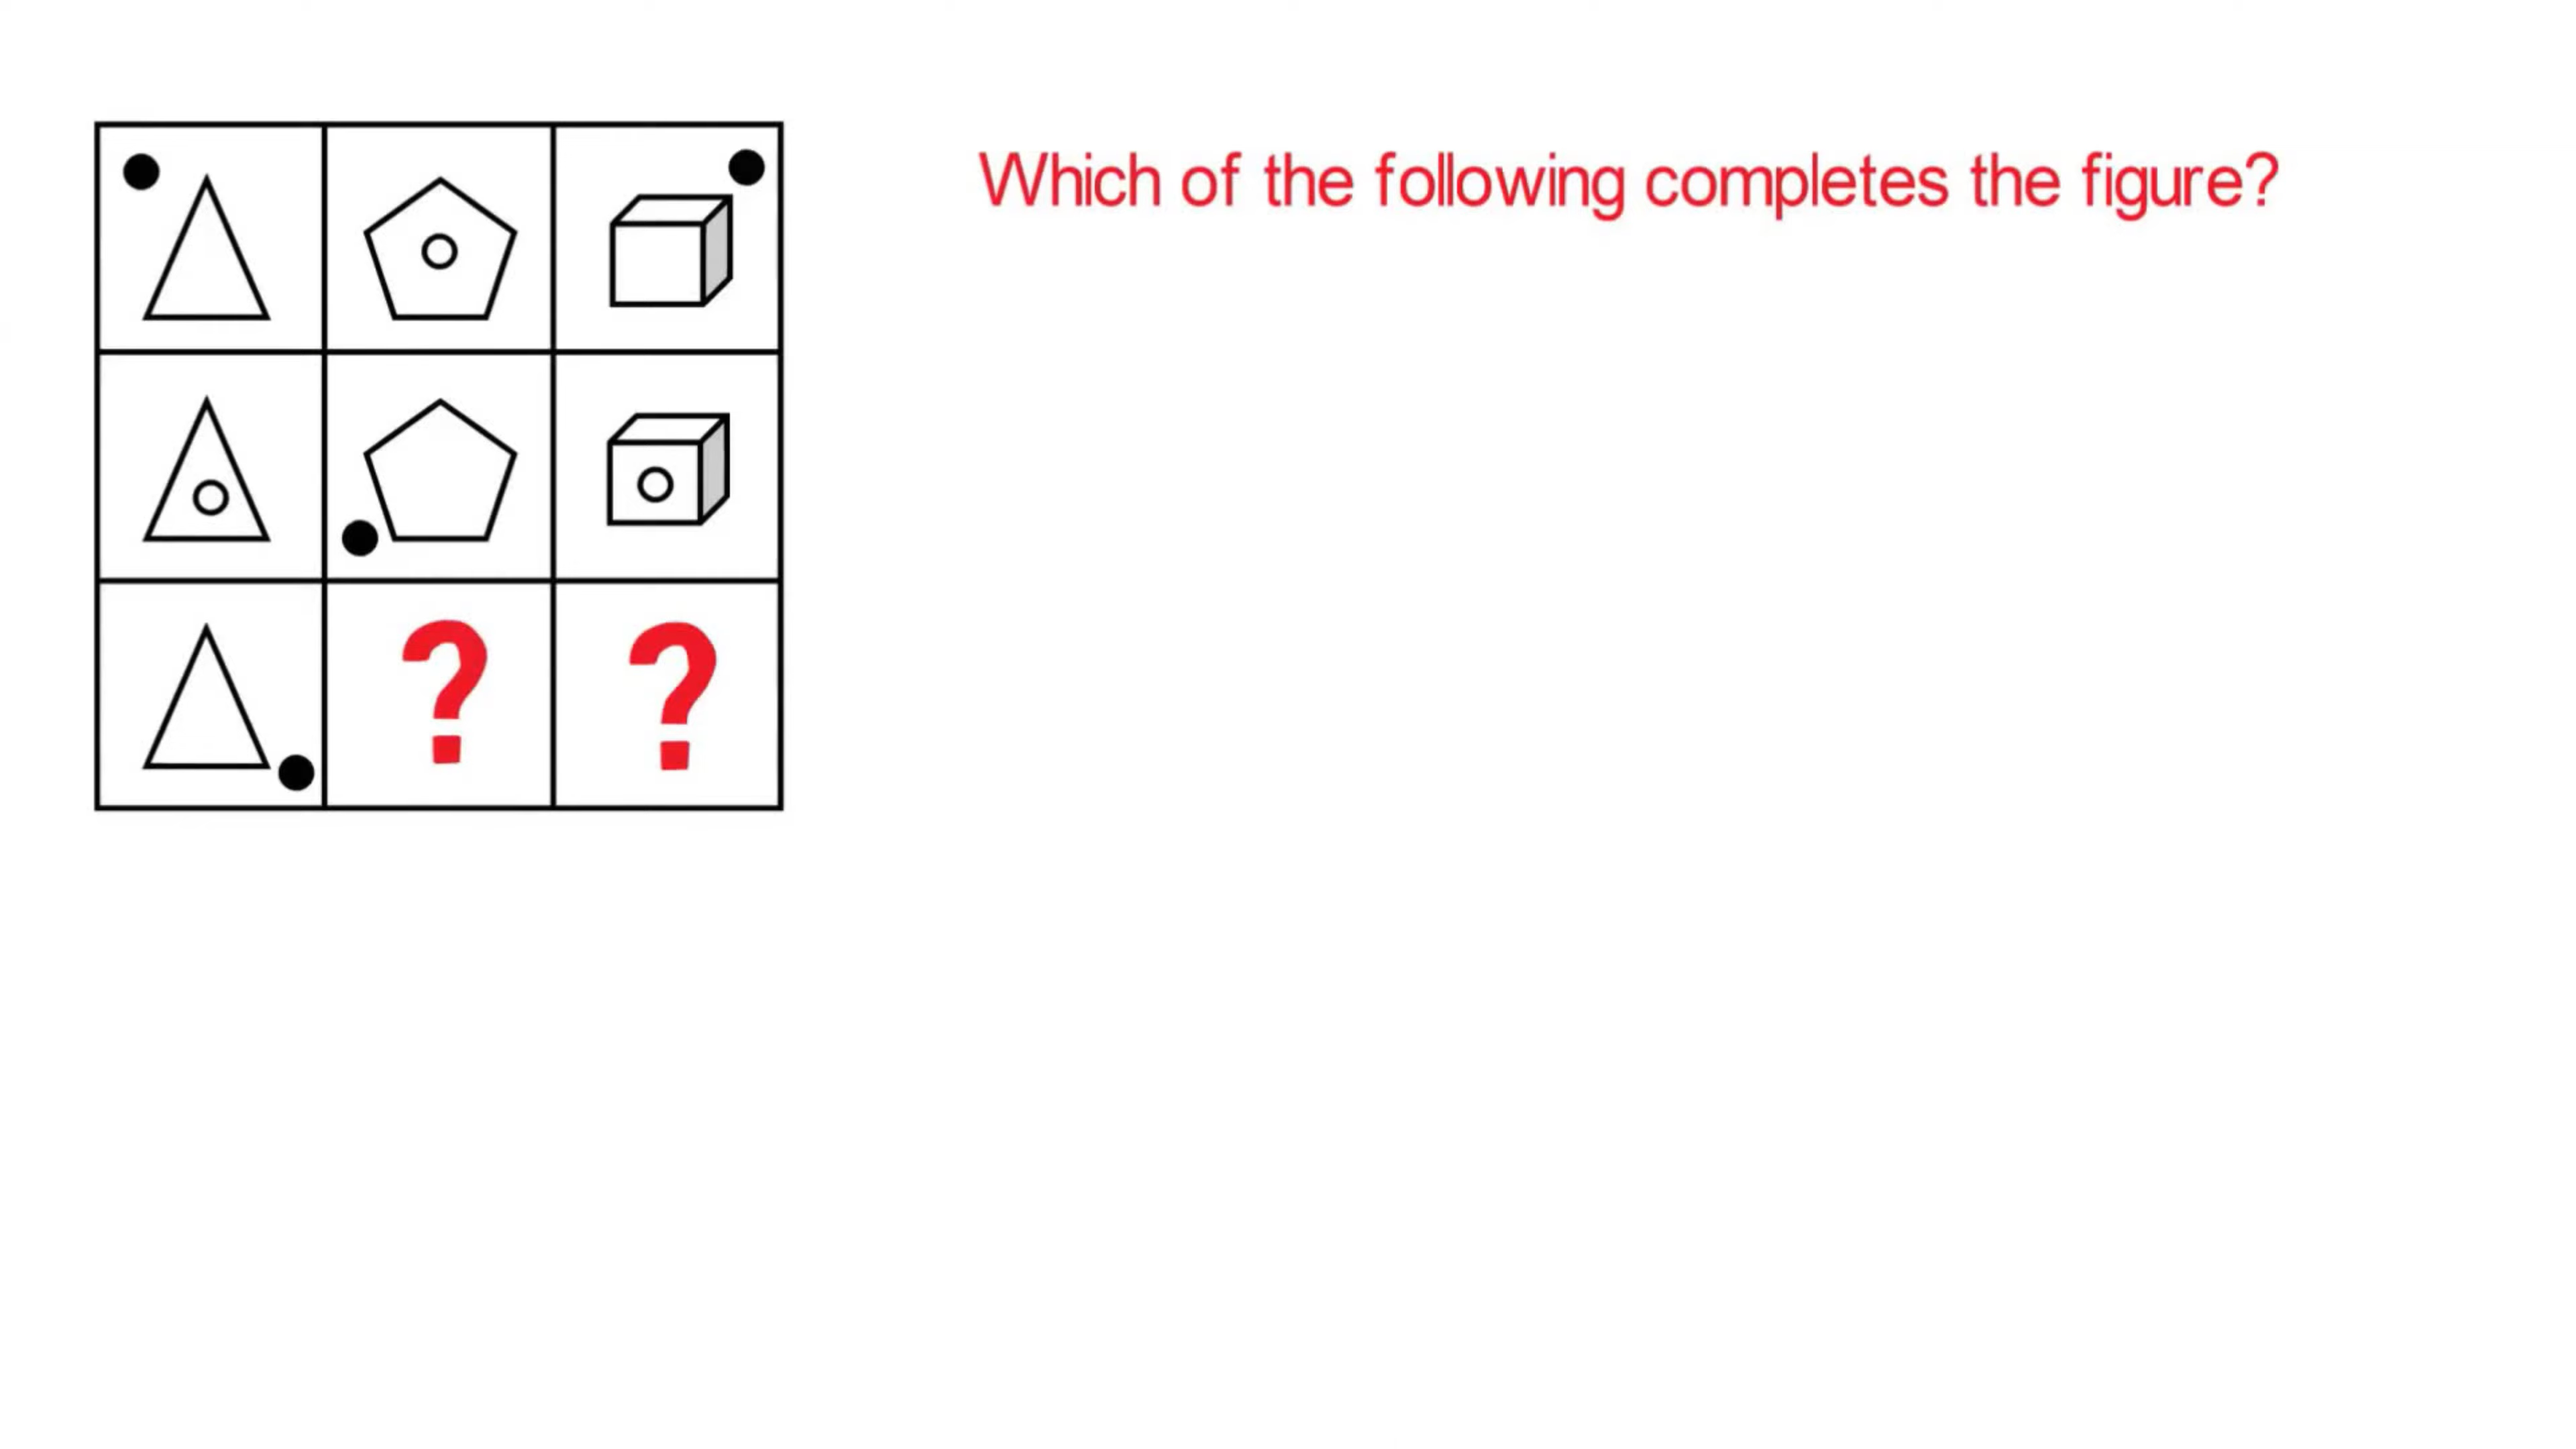 Which of the following completes the figure?
? ?